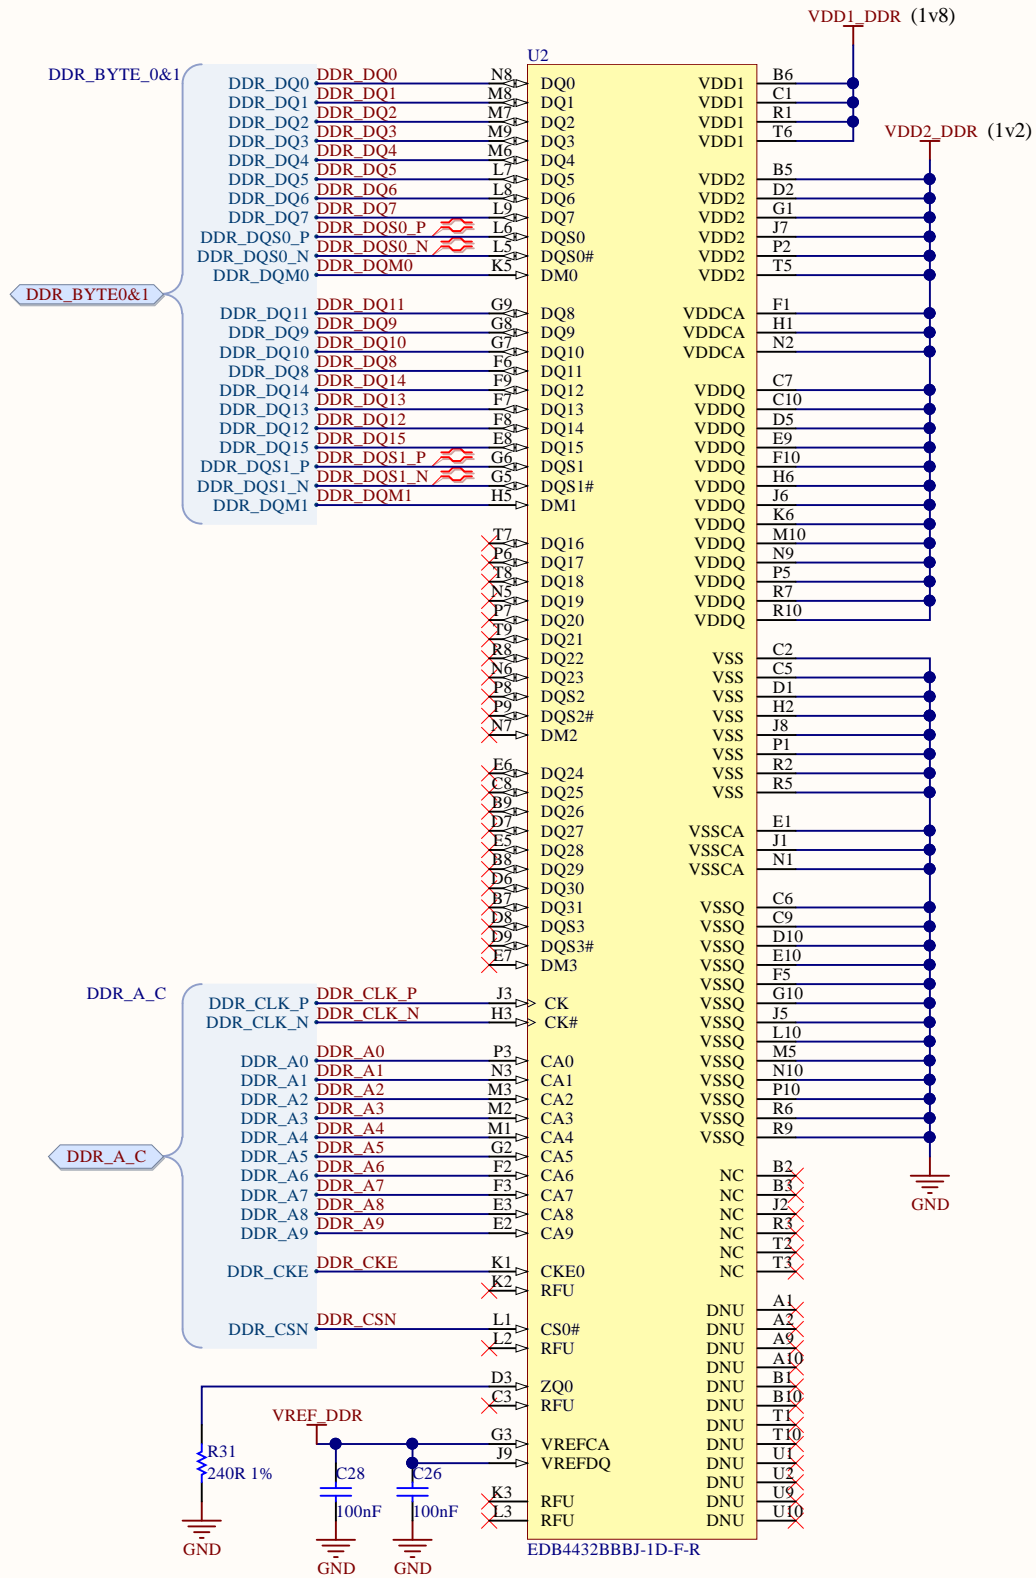 VDD1_DDR (1v8)
U2
DDR_BYTE_0&1
VDD2_DDR (1v2)
DDR_DQ0 DDR_DQ0 N8 DQ0 VDD1 B6
DDR_DQ1 DDR_DQ1 M8 DQ1 VDD1 C1
DDR_DQ2 DDR_DQ2 M7 DQ2 VDD1 R1
DDR_DQ3 DDR_DQ3 M9 DQ3 VDD1 T6
DDR_DQ4 DDR_DQ4 M6 DQ4
DDR_DQ5 DDR_DQ5 L7 DQ5 VDD2 B5
DDR_DQ6 DDR_DQ6 L8 DQ6 VDD2 D2
DDR_DQ7 DDR_DQ7 L9 DQ7 VDD2 G1
DDR_DQS0_P DDR_DQS0_P L6 DQS0 VDD2 J7
DDR_DQS0_N DDR_DQS0_N L5 DQS0# VDD2 P2
DDR_DQM0 DDR_DQM0 K5 DM0 VDD2 T5
DDR_BYTE0&1
DDR_DQ11 DDR_DQ11 G9 DQ8 VDDCA F1
DDR_DQ9 DDR_DQ9 G8 DQ9 VDDCA H1
DDR_DQ10 DDR_DQ10 G7 DQ10 VDDCA N2
DDR_DQ8 DDR_DQ8 F6 DQ11
DDR_DQ14 DDR_DQ14 F9 DQ12 VDDQ C7
DDR_DQ13 DDR_DQ13 F7 DQ13 VDDQ C10
DDR_DQ12 DDR_DQ12 F8 DQ14 VDDQ D5
DDR_DQ15 DDR_DQ15 E8 DQ15 VDDQ E9
DDR_DQS1_P DDR_DQS1_P G6 DQS1 VDDQ F10
DDR_DQS1_N DDR_DQS1_N G5 DQS1# VDDQ H6
DDR_DQM1 DDR_DQM1 H5 DM1 VDDQ J6
VDDQ K6
T7 DQ16 VDDQ M10
P6 DQ17 VDDQ N9
T8 DQ18 VDDQ P5
N5 DQ19 VDDQ R7
P7 DQ20 VDDQ R10
T9 DQ21
R8 DQ22 VSS C2
N6 DQ23 VSS C5
P8 DQS2 VSS D1
P9 DQS2# VSS H2
N7 DM2 VSS J8
VSS P1
E6 DQ24 VSS R2
C8 DQ25 VSS R5
B9 DQ26
D7 DQ27 VSSCA E1
E5 DQ28 VSSCA J1
B8 DQ29 VSSCA N1
D6 DQ30
B7 DQ31 VSSQ C6
D8 DQS3 VSSQ C9
D9 DQS3# VSSQ D10
E7 DM3 VSSQ E10
VSSQ F5
DDR_A_C
DDR_CLK_P DDR_CLK_P J3 CK VSSQ G10
DDR_CLK_N DDR_CLK_N H3 CK# VSSQ J5
VSSQ L10
DDR_A0 DDR_A0 P3 CA0 VSSQ M5
DDR_A1 DDR_A1 N3 CA1 VSSQ N10
DDR_A2 DDR_A2 M3 CA2 VSSQ P10
DDR_A3 DDR_A3 M2 CA3 VSSQ R6
DDR_A4 DDR_A4 M1 CA4 VSSQ R9
DDR_A_C
DDR_A5 DDR_A5 G2 CA5
DDR_A6 DDR_A6 F2 CA6 NC B2
DDR_A7 DDR_A7 F3 CA7 NC B3
GND
DDR_A8 DDR_A8 E3 CA8 NC J2
DDR_A9 DDR_A9 E2 CA9 NC R3
NC T2
DDR_CKE DDR_CKE K1 CKE0 NC T3
K2 RFU
DNU A1
DDR_CSN DDR_CSN L1 CS0# DNU A2
L2 RFU DNU A9
DNU A10
D3 ZQ0 DNU B1
C3 RFU DNU B10
VREF_DDR
DNU T1
G3 VREFCA DNU T10
J9 VREFDQ DNU U1
R31
240R 1%
C28
100nF
C26
100nF
DNU U2
K3 RFU DNU U9
L3 RFU DNU U10
GND
GND
GND
EDB4432BBBJ-1D-F-R